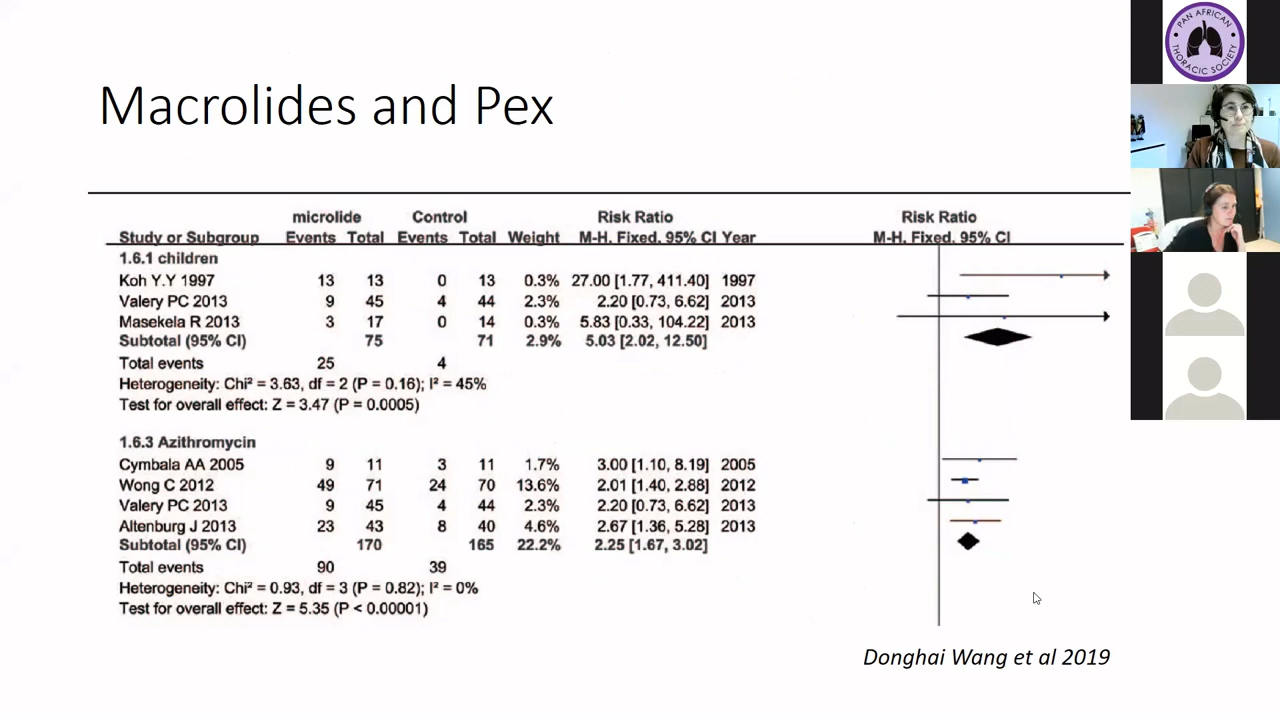 Macrolides and Pex
microlide Control Risk Ratio Risk Ratio
Study or Subgroup Events Total Events Total Weight M-H. Fixed. 95% CI Year M-H. Fixed. 95% CI
1.6.1 children
Koh Y.Y 1997 13 13 0 13 0.3% 27.00 [1.77, 411.40] 1997
Valery PC 2013 9 45 4 44 2.3% 2.20 [0.73, 6.62] 2013
Masekela R 2013 3 17 0 14 0.3% 5.83 [0.33, 104.22] 2013
Subtotal (95% CI) 75 71 2.9% 5.03 [2.02, 12.50]
Total events 25 4
Heterogeneity: Chi² = 3.63, df = 2 (P = 0.16); I² = 45%
Test for overall effect: Z = 3.47 (P = 0.0005)
1.6.3 Azithromycin
Cymbala AA 2005 9 11 3 11 1.7% 3.00 [1.10, 8.19] 2005
Wong C 2012 49 71 24 70 13.6% 2.01 [1.40, 2.88] 2012
Valery PC 2013 9 45 4 44 2.3% 2.20 [0.73, 6.62] 2013
Altenburg J 2013 23 43 8 40 4.6% 2.67 [1.36, 5.28] 2013
Subtotal (95% CI) 170 165 22.2% 2.25 [1.67, 3.02]
Total events 90 39
Heterogeneity: Chi² = 0.93, df = 3 (P = 0.82); I² = 0%
Test for overall effect: Z = 5.35 (P < 0.00001)
Donghai Wang et al 2019
PAN AFRICAN
THORACIC SOCIETY